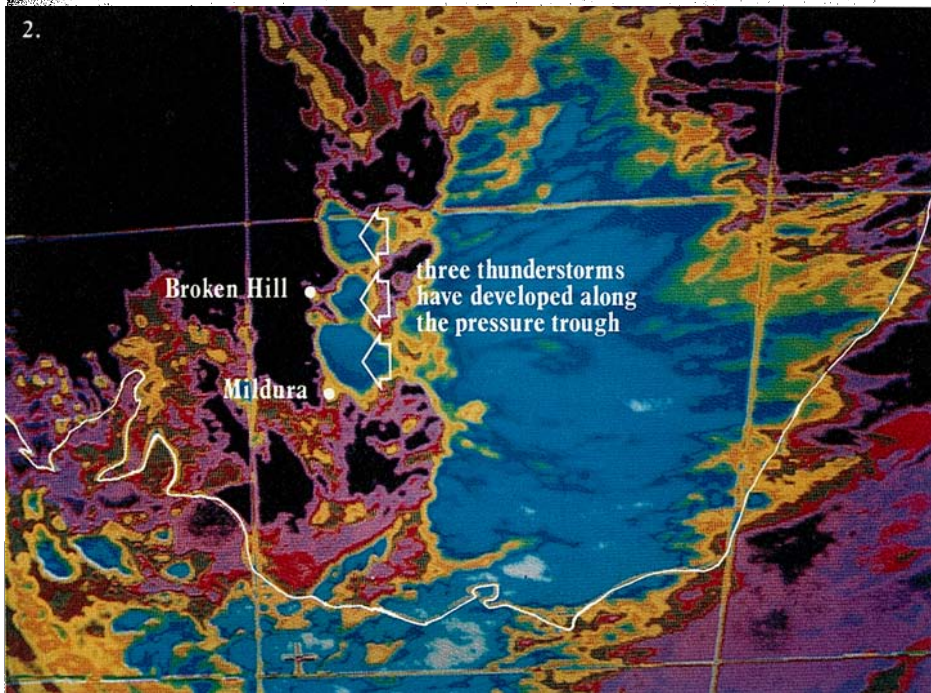 2.
three thunderstorms
Broken Hill
have developed along
the pressure trough
Mildura